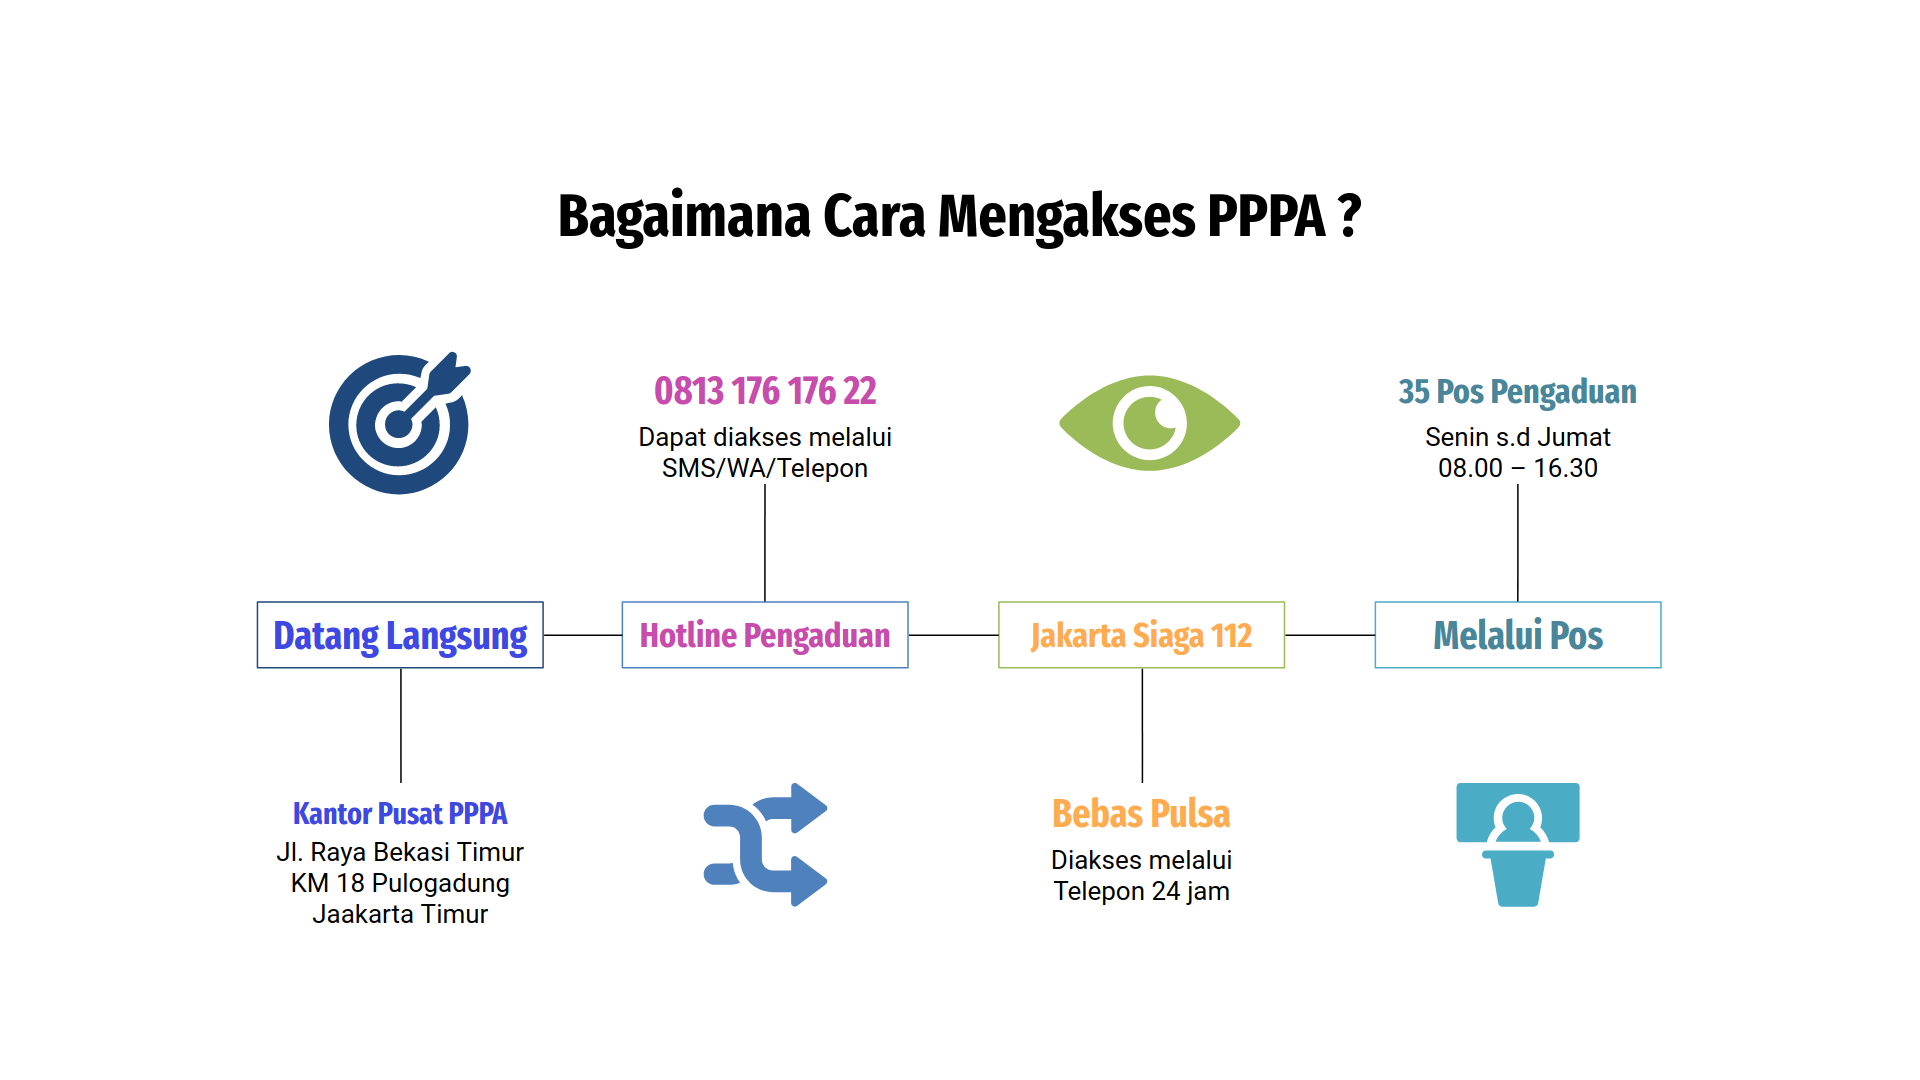 Bagaimana Cara Mengakses PPPA ?
0813 176 176 22
Dapat diakses melalui
SMS/WA/Telepon
35 Pos Pengaduan
Senin s.d Jumat
08.00 – 16.30
Datang Langsung
Hotline Pengaduan
Jakarta Siaga 112
Melalui Pos
Kantor Pusat PPPA
Jl. Raya Bekasi Timur
KM 18 Pulogadung
Jaakarta Timur
Bebas Pulsa
Diakses melalui
Telepon 24 jam